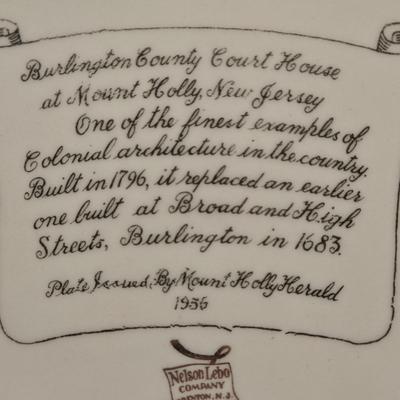 Burlington County Court House
at Mount Holly, New Jersey
One of the finest examples of
Colonial architecture in the country.
Built in 1796, it replaced an earlier
one built at Broad and High
Streets, Burlington in 1683.
Plate Issued, By Mount Holly Herald
1956
Nelson Lebo
COMPANY
TRENTON, N.J.